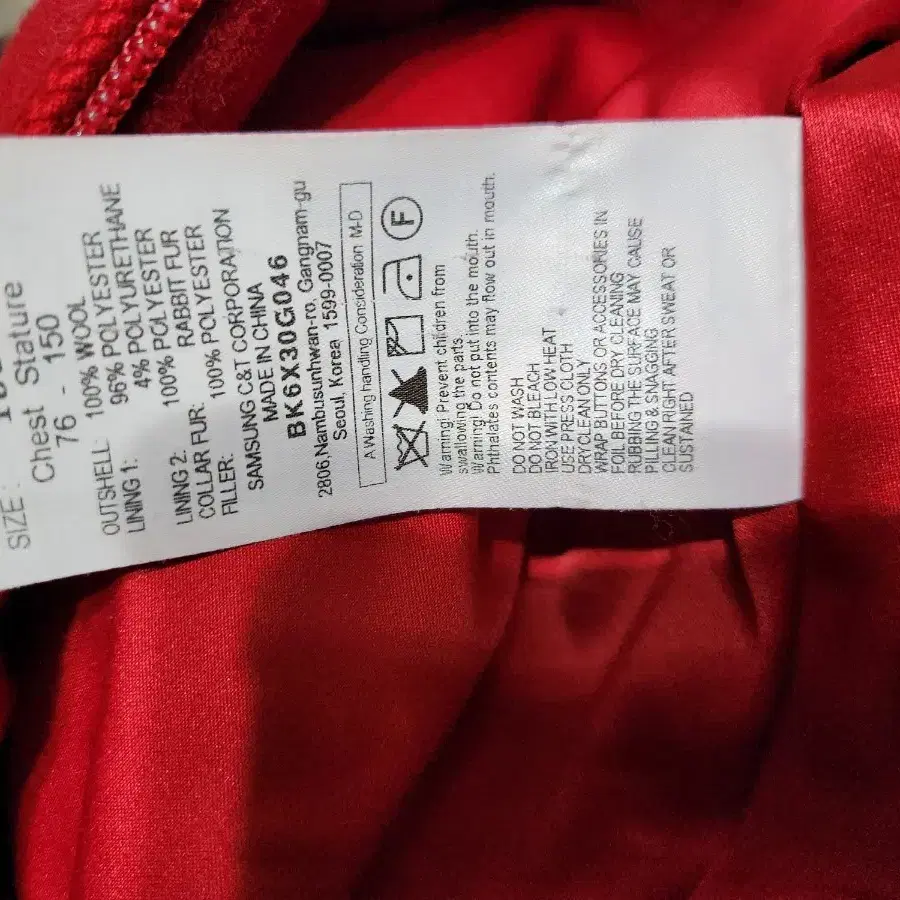 SIZE :
Chest Stature
76 - 150
OUTSHELL: 100% WOOL
LINING 1: 96% POLYESTER
4% POLYURETHANE
LINING 2: 100% POLYESTER
COLLAR FUR: 100% RABBIT FUR
FILLER: 100% POLYESTER
SAMSUNG C&T CORPORATION
MADE IN CHINA
BK6X30G046
2806,Nambusunhwan-ro, Gangnam-gu
Seoul, Korea 1599-0007
A Washing handling Consideration M-D
F
Warning! Prevent children from
swallowing the parts.
Warning! Do not put into the mouth.
Phthalates contents may flow out in mouth.
DO NOT WASH
DO NOT BLEACH
IRON WITH LOW HEAT
USE PRESS CLOTH
DRYCLEAN ONLY
WRAP BUTTONS OR ACCESSORIES IN
FOIL BEFORE DRY CLEANING
RUBBING THE SURFACE MAY CAUSE
PILLING & SNAGGING
CLEAN RIGHT AFTER SWEAT OR
SUSTAINED